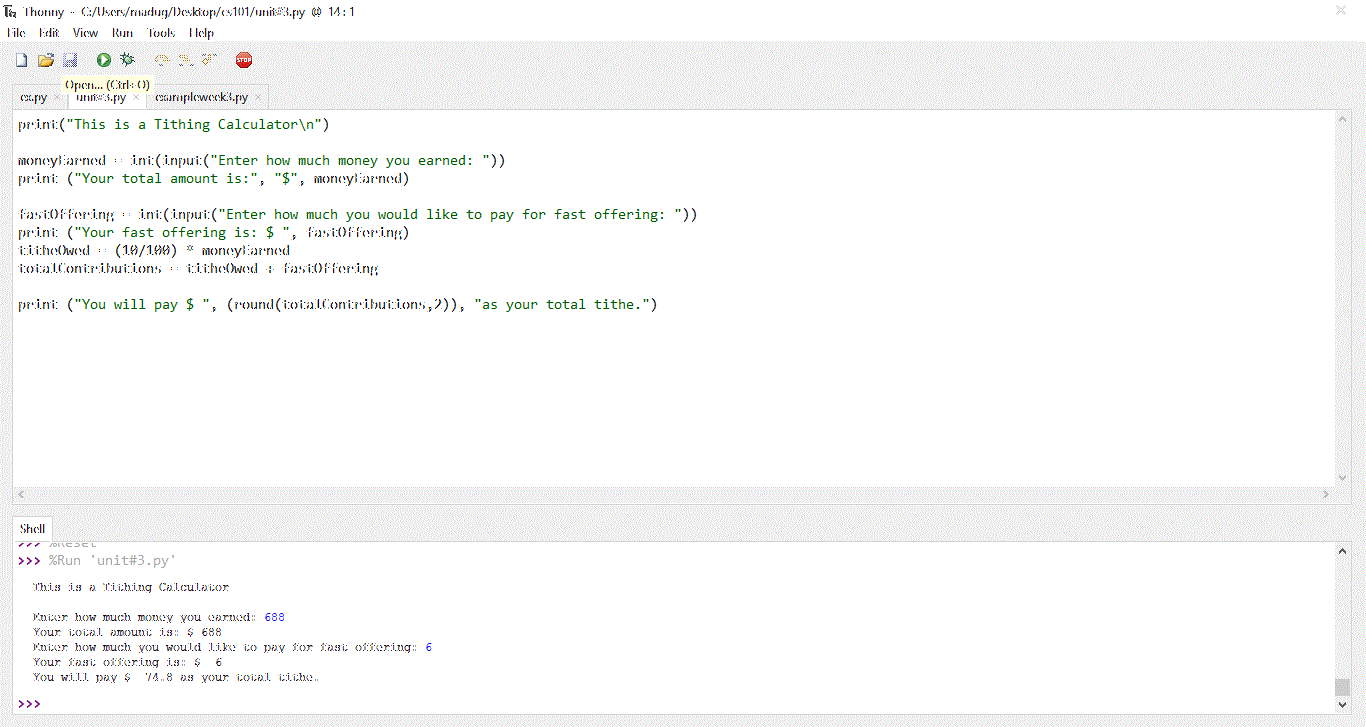 Thonny - C:/Users/madug/Desktop/cs101/unit#3.py @ 14:1
File Edit View Run Tools Help
STOP
Open... (Ctrl+O)
ex.py × unit#3.py × exampleweek3.py ×
print("This is a Tithing Calculator\n")
moneyEarned = int(input("Enter how much money you earned: "))
print ("Your total amount is:", "$", moneyEarned)
fastOffering = int(input("Enter how much you would like to pay for fast offering: "))
print ("Your fast offering is: $ ", fastOffering)
titheOwed = (10/100) * moneyEarned
totalContributions = titheOwed + fastOffering
print ("You will pay $ ", (round(totalContributions,2)), "as your total tithe.")
Shell
>>> %Reset
>>> %Run 'unit#3.py'
This is a Tithing Calculator
Enter how much money you earned: 688
Your total amount is: $ 688
Enter how much you would like to pay for fast offering: 6
Your fast offering is: $  6
You will pay $  74.8 as your total tithe.
>>>